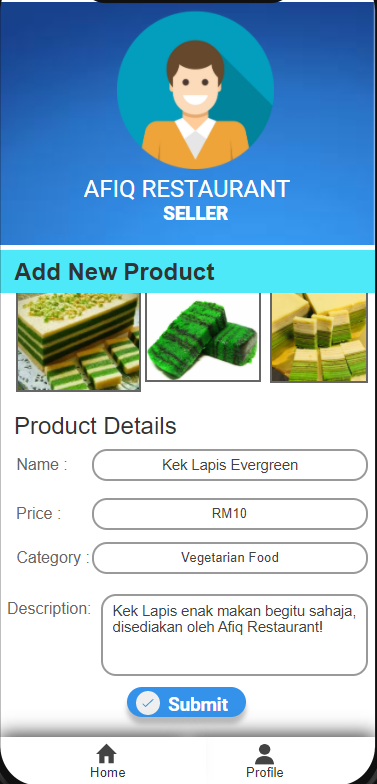 AFIQ RESTAURANT
SELLER
Add New Product
Product Details
Name : Kek Lapis Evergreen
Price : RM10
Category : Vegetarian Food
Description: Kek Lapis enak makan begitu sahaja,
disediakan oleh Afiq Restaurant!
Submit
Home Profile